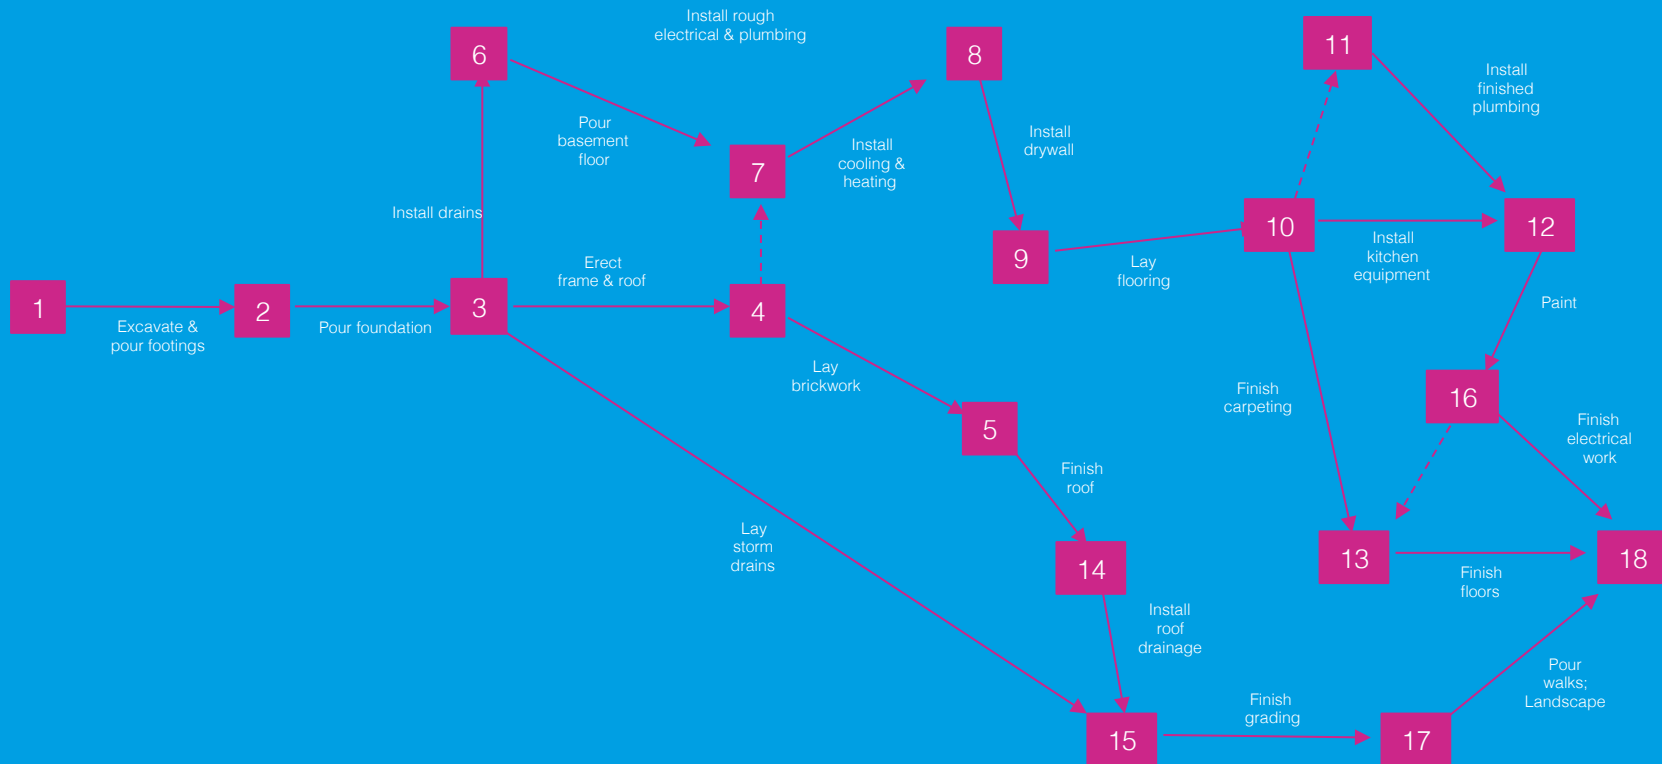 Install rough
electrical & plumbing
6
8
11
Install
finished
plumbing
Pour
basement
floor
Install
drywall
Install
cooling &
heating
7
Install drains
10
12
Install
kitchen
equipment
9
Lay
flooring
Erect
frame & roof
1
2
3
4
Excavate &
pour footings
Pour foundation
Paint
Lay
brickwork
Finish
carpeting
16
5
Finish
electrical
work
Finish
roof
Lay
storm
drains
14
13
18
Finish
floors
Install
roof
drainage
Pour
walks;
Landscape
Finish
grading
15
17